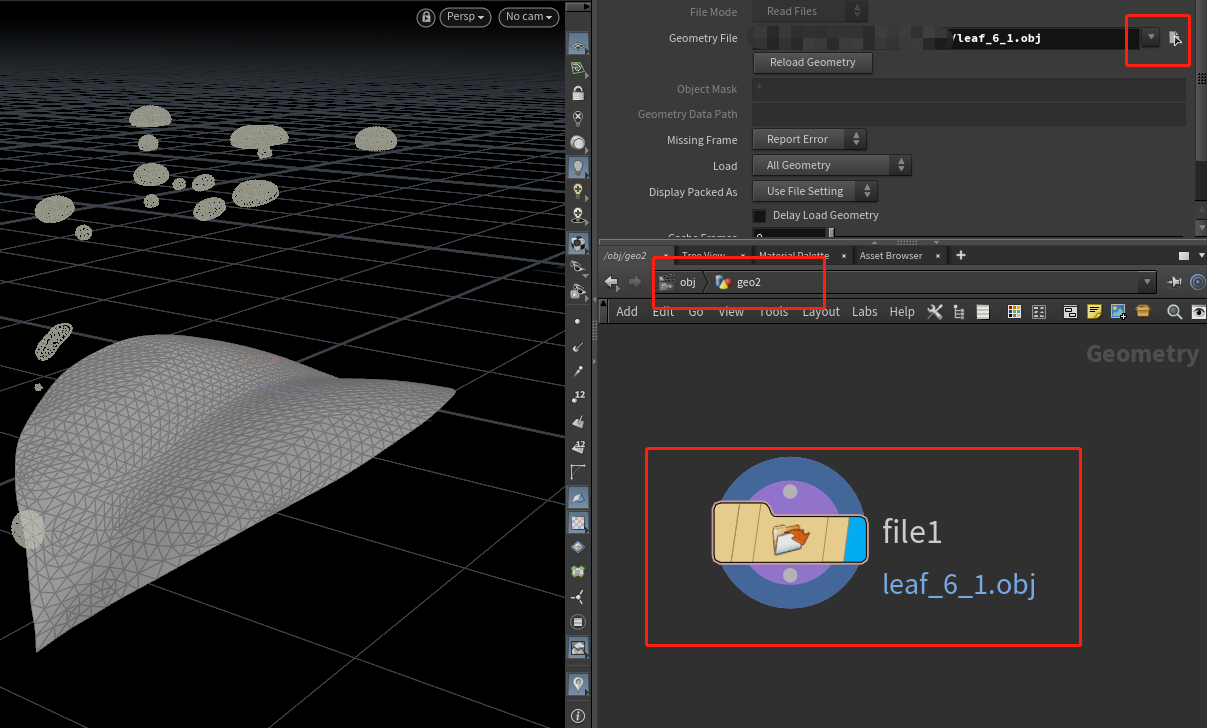 Persp
No cam
File Mode
Read Files
Geometry File
/leaf_6_1.obj
Reload Geometry
Object Mask
*
Geometry Data Path
Missing Frame
Report Error
Load
All Geometry
Display Packed As
Use File Setting
Delay Load Geometry
Cache Frames
0
/obj/geo2
×
Tree View
×
Material Palette
×
Asset Browser
×
+
obj
geo2
Add
Edit
Go
View
Tools
Layout
Labs
Help
Geometry
12
12
file1
leaf_6_1.obj